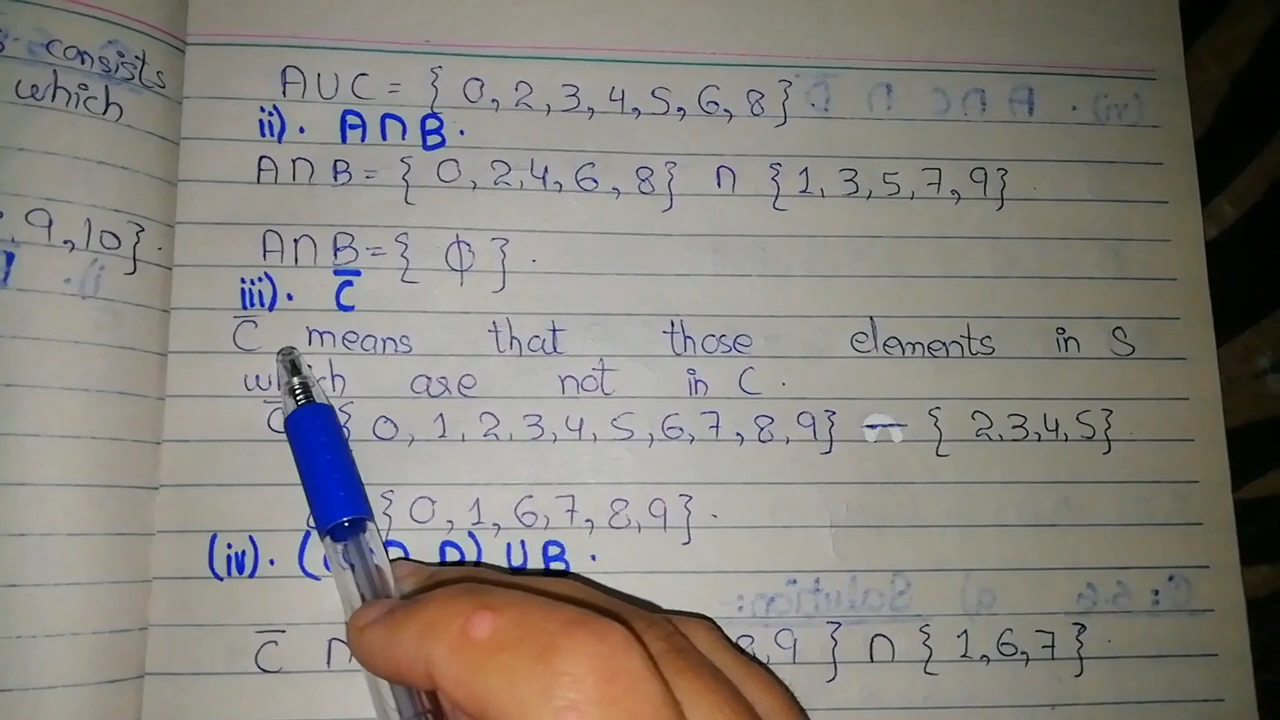 consists
which
9,10}.
A∪C = { 0, 2, 3, 4, 5, 6, 8 }
ii). A∩B.
A∩B = { 0, 2, 4, 6, 8} ∩ {1, 3, 5, 7, 9}
A∩B = { ϕ } .
iii). C̅
C̅ means that those elements in S
which are not in C.
C̅ { 0, 1, 2, 3, 4, 5, 6, 7, 8, 9} − { 2,3,4,5}
{ 0, 1, 6, 7, 8, 9 } .
(iv). ( ∩ D) ∪ B.
C̅ ∩ 8,9 } ∩ { 1, 6, 7 } .